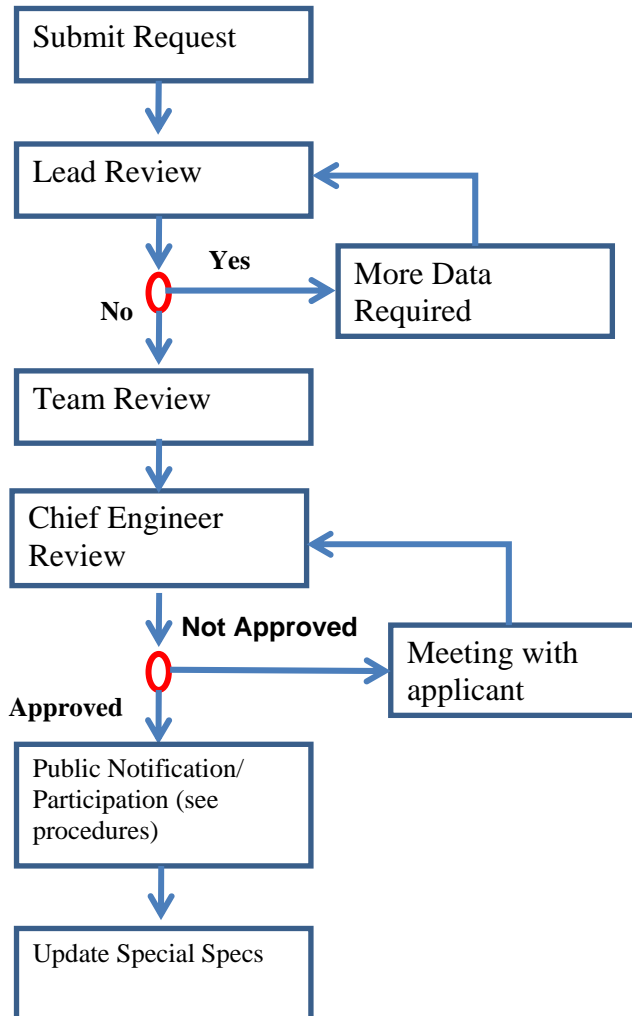 Submit Request
Lead Review
Yes
More Data
Required
No
Team Review
Chief Engineer
Review
Not Approved
Meeting with
applicant
Approved
Public Notification/
Participation (see
procedures)
Update Special Specs